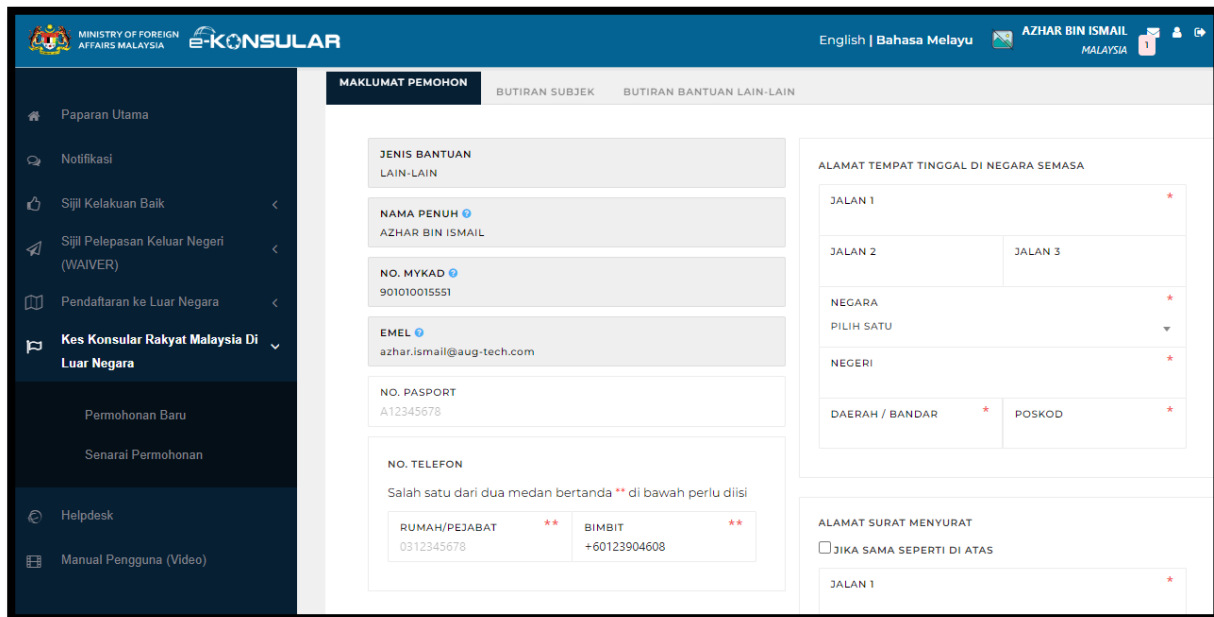 MINISTRY OF FOREIGN
AFFAIRS MALAYSIA
e-KONSULAR
English | Bahasa Melayu
AZHAR BIN ISMAIL
MALAYSIA
1
Paparan Utama
Notifikasi
Sijil Kelakuan Baik
Sijil Pelepasan Keluar Negeri
(WAIVER)
Pendaftaran ke Luar Negara
Kes Konsular Rakyat Malaysia Di
Luar Negara
Permohonan Baru
Senarai Permohonan
Helpdesk
Manual Pengguna (Video)
MAKLUMAT PEMOHON
BUTIRAN SUBJEK
BUTIRAN BANTUAN LAIN-LAIN
JENIS BANTUAN
LAIN-LAIN
NAMA PENUH ?
AZHAR BIN ISMAIL
NO. MYKAD ?
901010015551
EMEL ?
azhar.ismail@aug-tech.com
NO. PASPORT
A12345678
NO. TELEFON
Salah satu dari dua medan bertanda ** di bawah perlu diisi
RUMAH/PEJABAT **
0312345678
BIMBIT **
+60123904608
ALAMAT TEMPAT TINGGAL DI NEGARA SEMASA
JALAN 1 *
JALAN 2
JALAN 3
NEGARA *
PILIH SATU
NEGERI *
DAERAH / BANDAR *
POSKOD *
ALAMAT SURAT MENYURAT
JIKA SAMA SEPERTI DI ATAS
JALAN 1 *